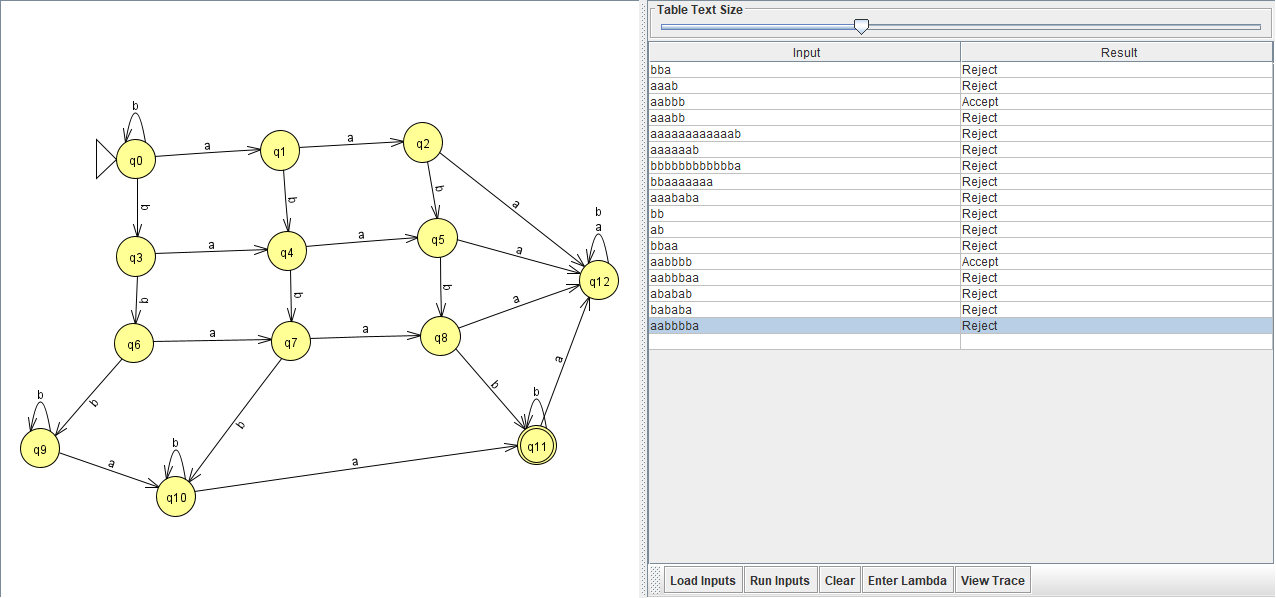 Table Text Size
Input Result
bba Reject
aaab Reject
aabbb Accept
aaabb Reject
aaaaaaaaaaaab Reject
aaaaaab Reject
bbbbbbbbbbbba Reject
bbaaaaaaa Reject
aaababa Reject
bb Reject
ab Reject
bbaa Reject
aabbbb Accept
aabbbaa Reject
ababab Reject
bababa Reject
aabbbba Reject
Load Inputs Run Inputs Clear Enter Lambda View Trace
b
q0 a q1 a q2
b b b a
b
a
q3 a q4 a q5 a q12
b b b a
q6 a q7 a q8
b b b a
b b b
q9 a q10 a q11